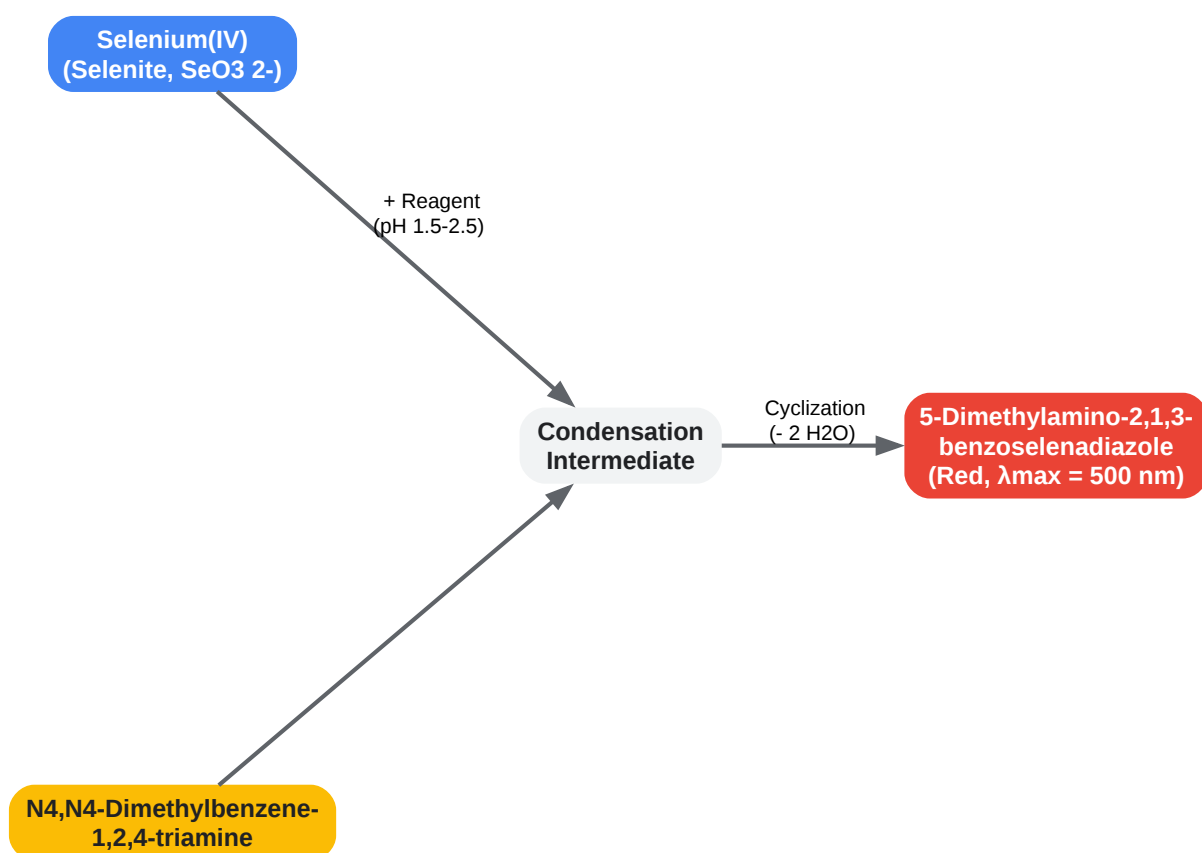 Selenium(IV)
(Selenite, SeO3 2-)
+ Reagent
(pH 1.5-2.5)
Condensation
Intermediate
Cyclization
(- 2 H2O)
5-Dimethylamino-2,1,3-
benzoselenadiazole
(Red, λmax = 500 nm)
N4,N4-Dimethylbenzene-
1,2,4-triamine